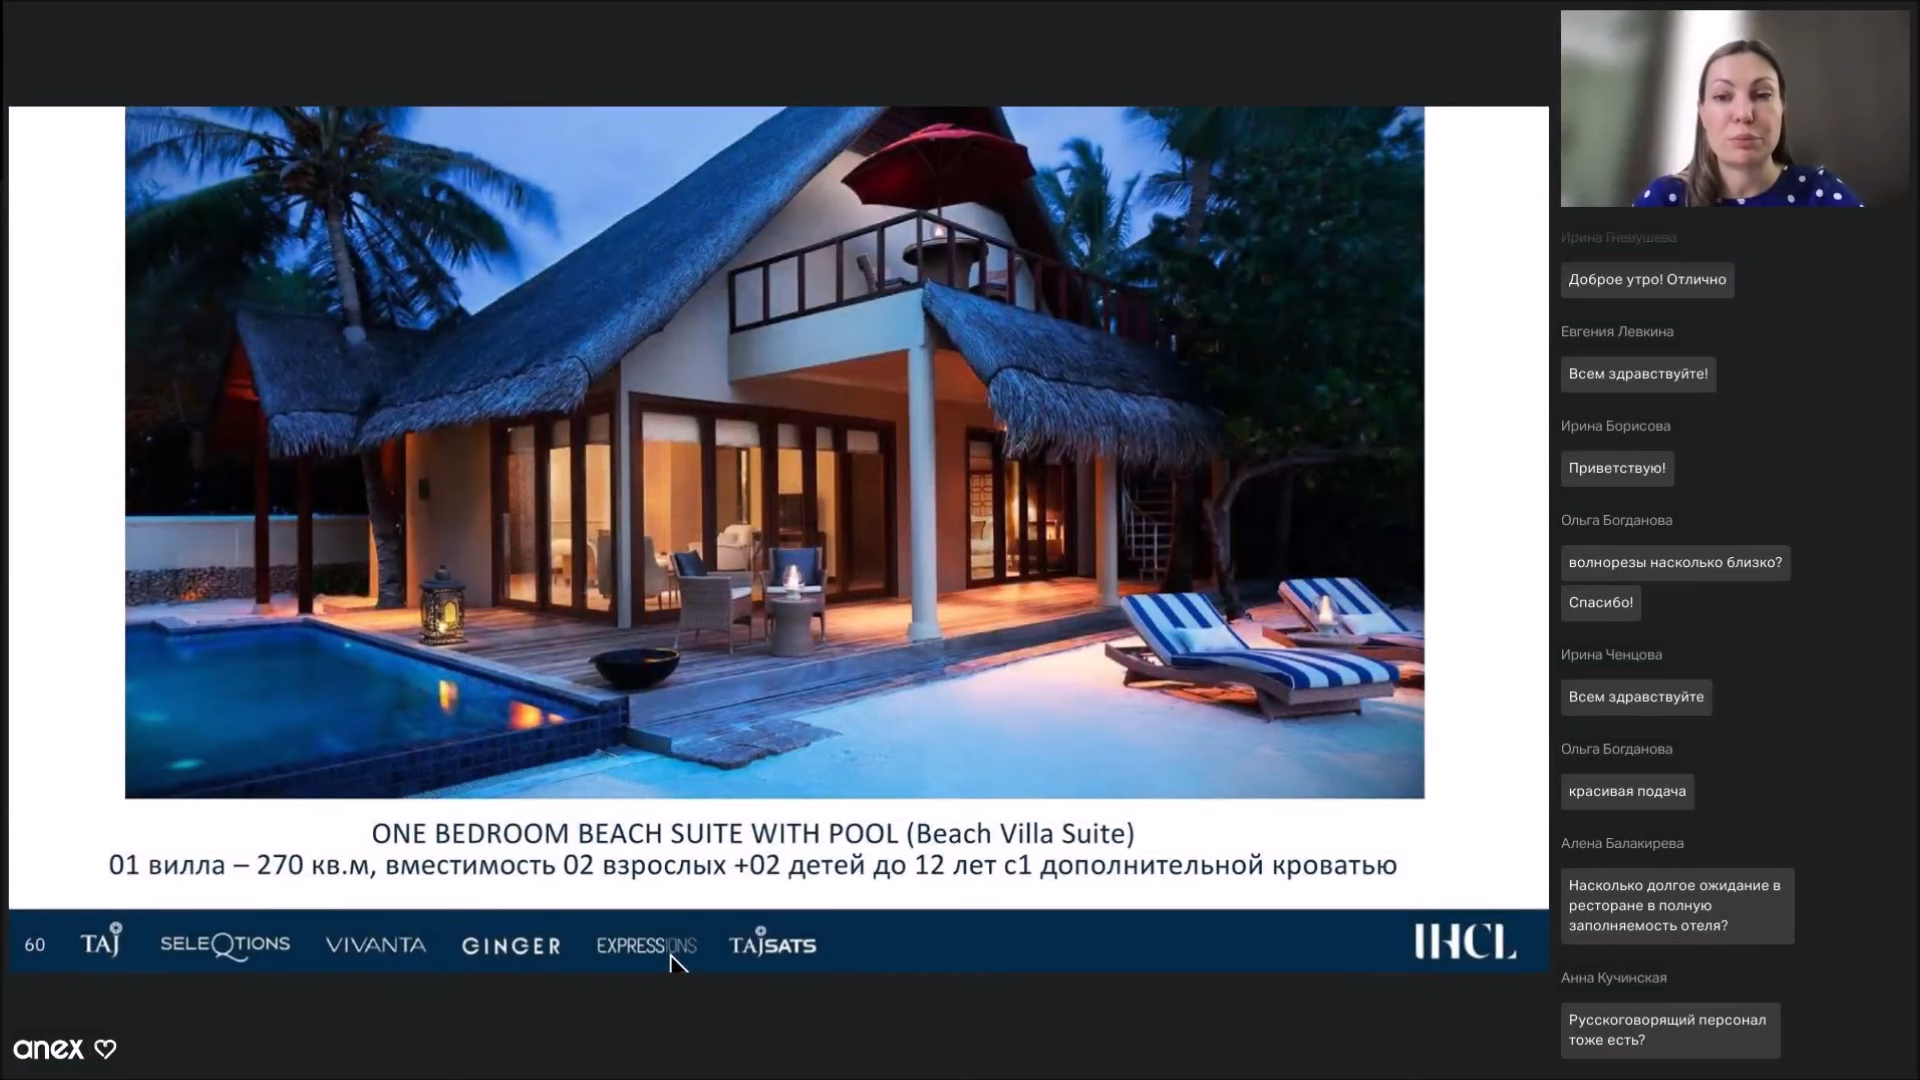 ONE BEDROOM BEACH SUITE WITH POOL (Beach Villa Suite)
01 вилла – 270 кв.м, вместимость 02 взрослых +02 детей до 12 лет с1 дополнительной кроватью
60 TAJ SELEQTIONS VIVANTA GINGER EXPRESSIONS TAJSATS IHCL
anex
Ирина Гневушева
Доброе утро! Отлично
Евгения Левкина
Всем здравствуйте!
Ирина Борисова
Приветствую!
Ольга Богданова
волнорезы насколько близко?
Спасибо!
Ирина Ченцова
Всем здравствуйте
Ольга Богданова
красивая подача
Алена Балакирева
Насколько долгое ожидание в
ресторане в полную
заполняемость отеля?
Анна Кучинская
Русскоговорящий персонал
тоже есть?